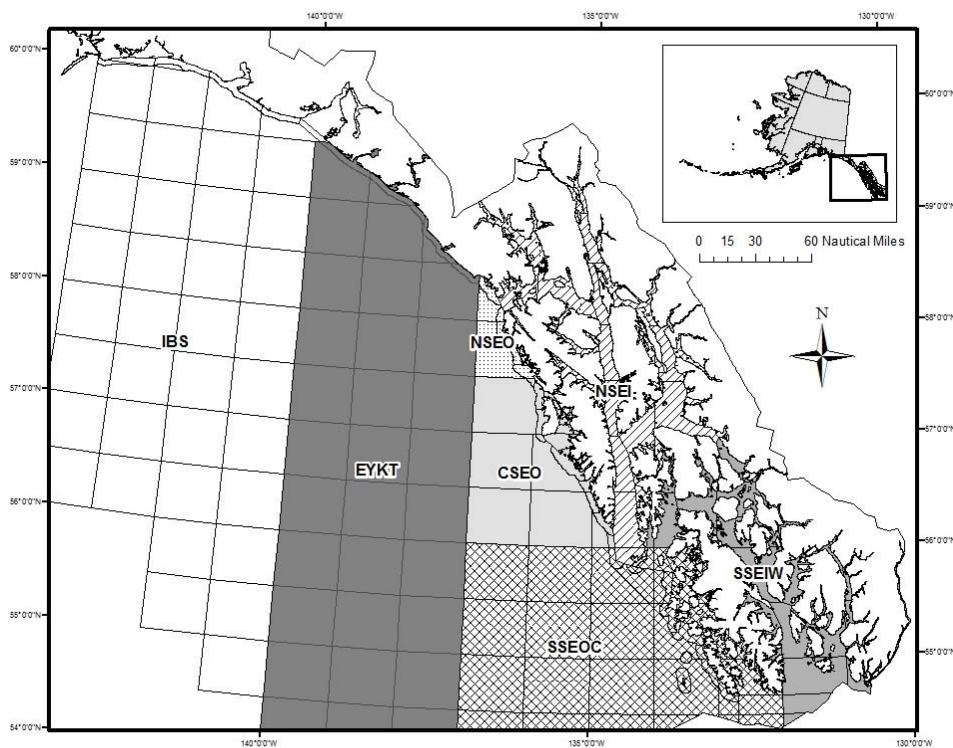 140°0'0"W
135°0'0"W
130°0'0"W
60°0'0"N
60°0'0"N
59°0'0"N
59°0'0"N
0 15 30 60 Nautical Miles
58°0'0"N
58°0'0"N
N
IBS
NSEO
57°0'0"N
NSEI
57°0'0"N
EYKT
CSEO
56°0'0"N
56°0'0"N
SSEIW
55°0'0"N
SSEOC
55°0'0"N
54°0'0"N
140°0'0"W
135°0'0"W
130°0'0"W